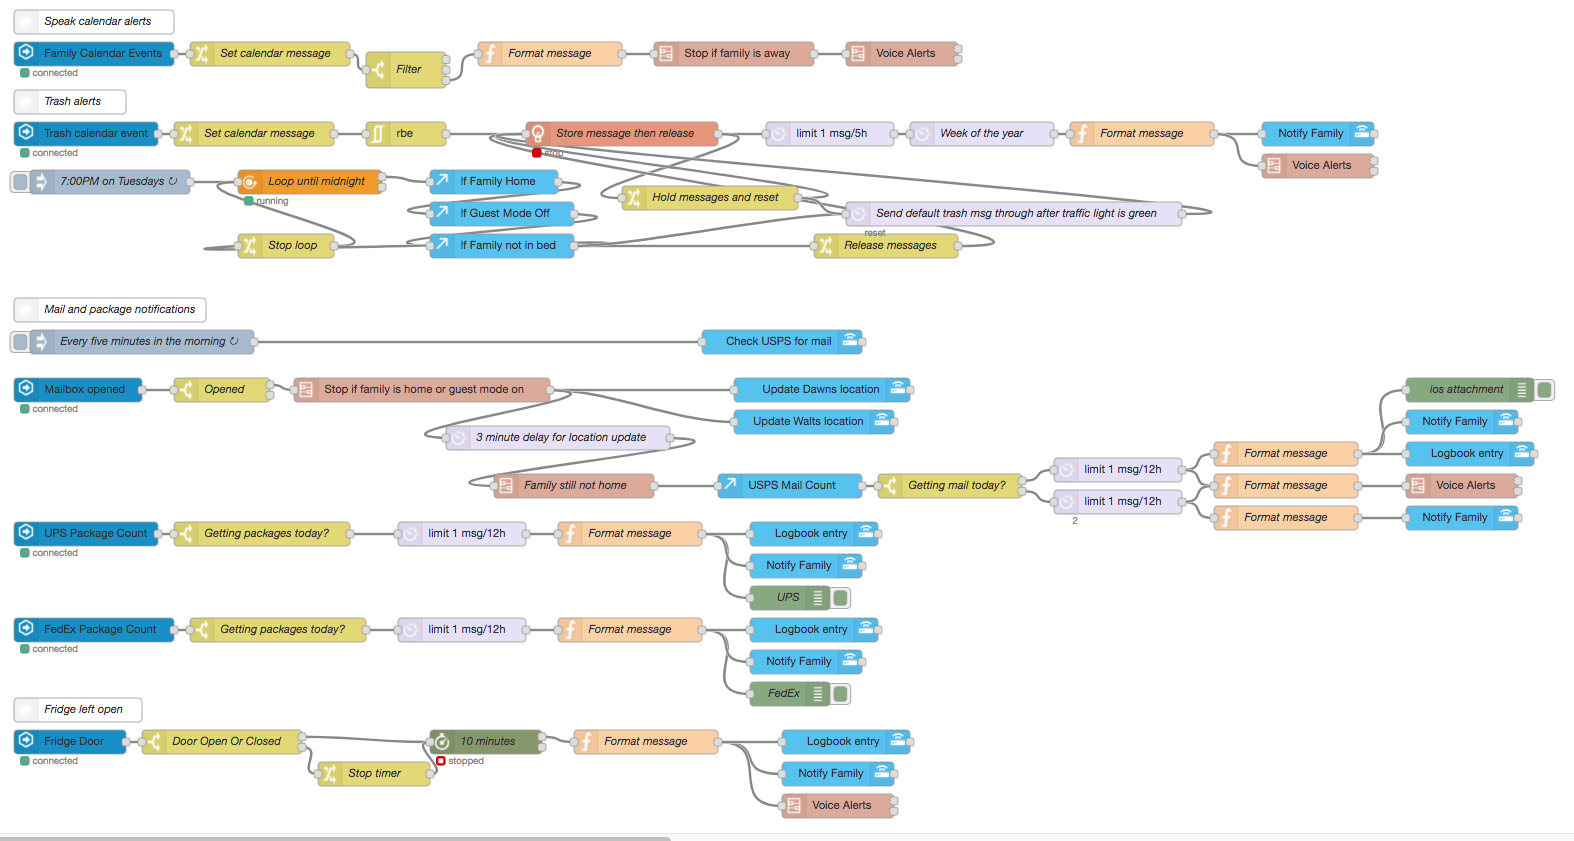 Speak calendar alerts
Family Calendar Events
Set calendar message
Filter
Format message
Stop if family is away
Voice Alerts
connected
Trash alerts
Trash calendar event
Set calendar message
rbe
Store message then release
limit 1 msg/5h
Week of the year
Format message
Notify Family
connected
stop
Voice Alerts
7:00PM on Tuesdays ↻
Loop until midnight
If Family Home
running
Hold messages and reset
If Guest Mode Off
Send default trash msg through after traffic light is green
reset
Stop loop
If Family not in bed
Release messages
Mail and package notifications
Every five minutes in the morning ↻
Check USPS for mail
Mailbox opened
Opened
Stop if family is home or guest mode on
Update Dawns location
ios attachment
connected
Update Walts location
Notify Family
3 minute delay for location update
Format message
Logbook entry
limit 1 msg/12h
Family still not home
USPS Mail Count
Getting mail today?
Format message
Voice Alerts
limit 1 msg/12h
2
Format message
Notify Family
UPS Package Count
Getting packages today?
limit 1 msg/12h
Format message
Logbook entry
connected
Notify Family
UPS
FedEx Package Count
Getting packages today?
limit 1 msg/12h
Format message
Logbook entry
connected
Notify Family
FedEx
Fridge left open
Fridge Door
Door Open Or Closed
10 minutes
Format message
Logbook entry
connected
stopped
Stop timer
Notify Family
Voice Alerts